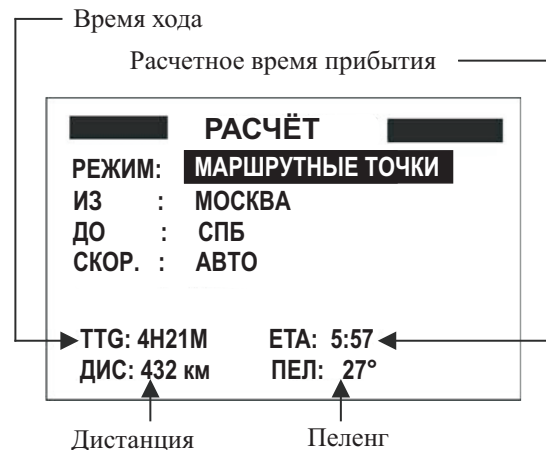 Время хода
Расчетное время прибытия
РАСЧЁТ
РЕЖИМ: МАРШРУТНЫЕ ТОЧКИ
ИЗ : МОСКВА
ДО : СПБ
СКОР. : АВТО
TTG: 4H21M ETA: 5:57
ДИС: 432 км ПЕЛ: 27°
Дистанция Пеленг